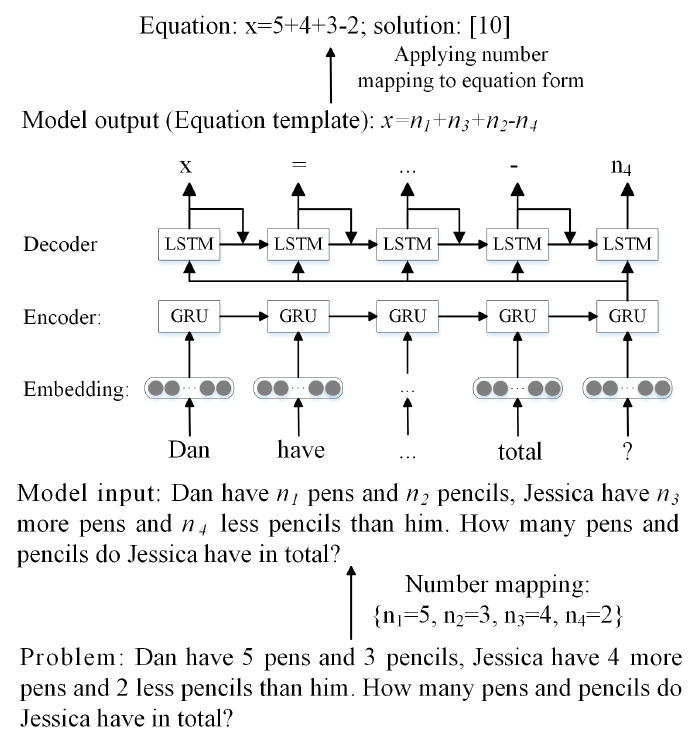 Equation: x=5+4+3-2; solution: [10]
Applying number
mapping to equation form
Model output (Equation template): x=n₁+n₃+n₂-n₄
x = ... - n₄
Decoder LSTM LSTM LSTM LSTM LSTM
Encoder: GRU GRU GRU GRU GRU
Embedding: ... ... ... ... ...
Dan have ... total ?
Model input: Dan have n₁ pens and n₂ pencils, Jessica have n₃
more pens and n₄ less pencils than him. How many pens and
pencils do Jessica have in total?
Number mapping:
{n₁=5, n₂=3, n₃=4, n₄=2}
Problem: Dan have 5 pens and 3 pencils, Jessica have 4 more
pens and 2 less pencils than him. How many pens and pencils do
Jessica have in total?